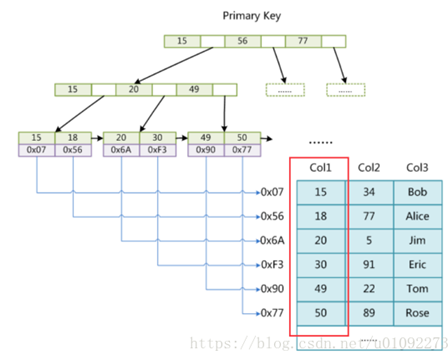 Primary Key
15 56 77
15 20 49
...... ......
15 18 20 30 49 50
0x07 0x56 0x6A 0xF3 0x90 0x77
......
Col1 Col2 Col3
0x07 15 34 Bob
0x56 18 77 Alice
0x6A 20 5 Jim
0xF3 30 91 Eric
0x90 49 22 Tom
0x77 50 89 Rose
......
https://blog.csdn.net/u01092273